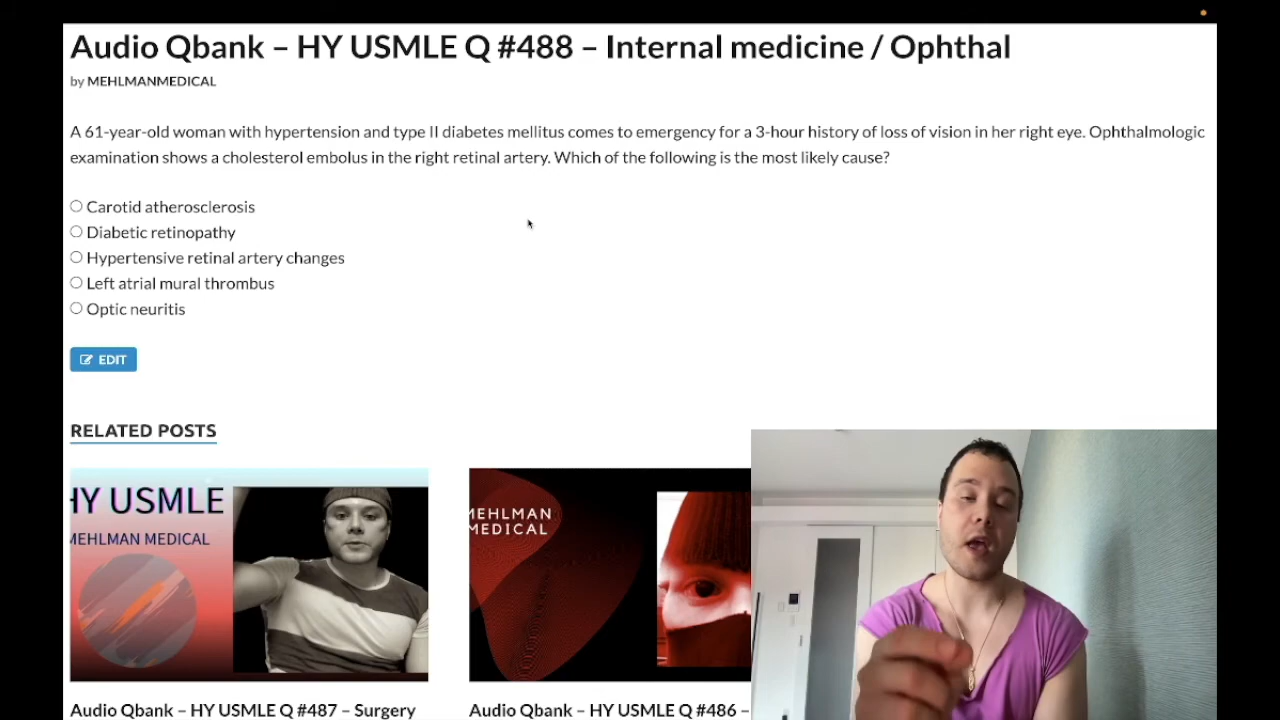 Audio Qbank – HY USMLE Q #488 – Internal medicine / Ophthal
by MEHLMANMEDICAL
A 61-year-old woman with hypertension and type II diabetes mellitus comes to emergency for a 3-hour history of loss of vision in her right eye. Ophthalmologic
examination shows a cholesterol embolus in the right retinal artery. Which of the following is the most likely cause?
Carotid atherosclerosis
Diabetic retinopathy
Hypertensive retinal artery changes
Left atrial mural thrombus
Optic neuritis
EDIT
RELATED POSTS
HY USMLE
MEHLMAN MEDICAL
MEHLMAN
MEDICAL
Audio Qbank – HY USMLE Q #487 – Surgery
Audio Qbank – HY USMLE Q #486 –